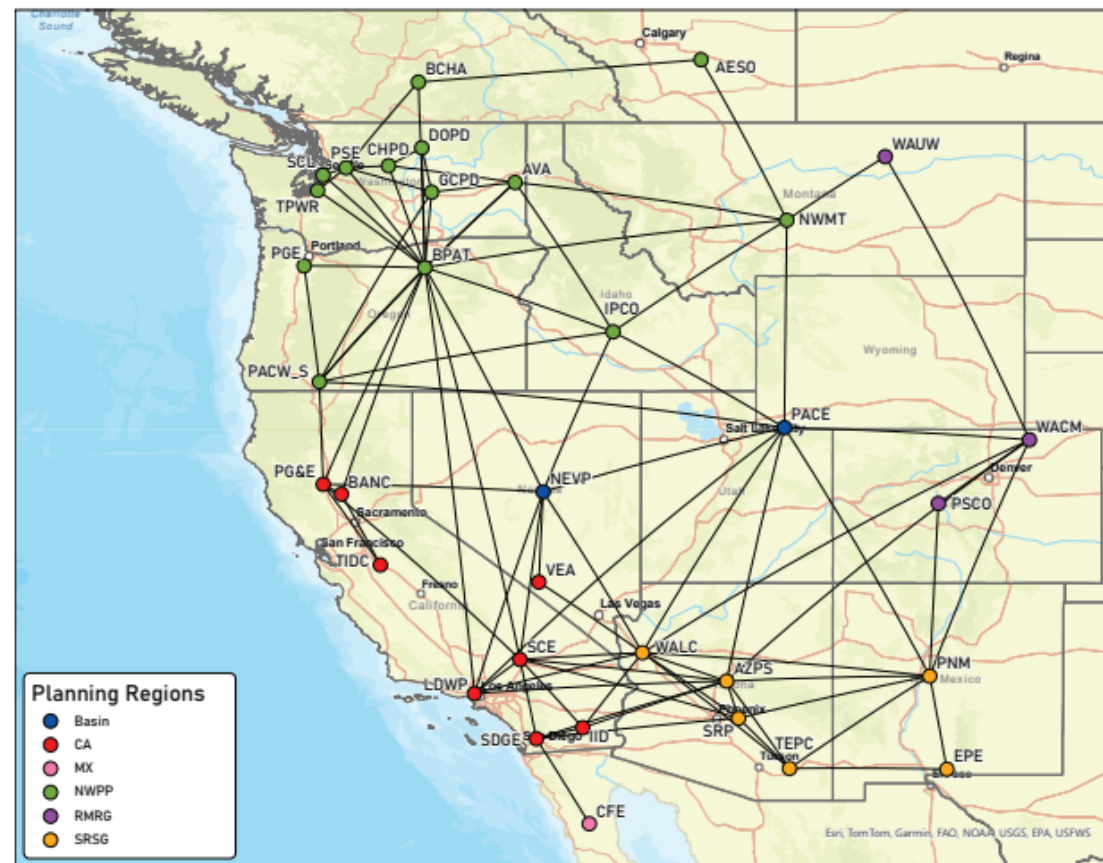 Charlotte
Sound
Calgary
Regina
BCHA
AESO
DOPD
CHPD
PSE
SCL
WAUW
AVA
Washington
GCPD
TPWR
Montana
NWMT
Portland
PGE
BPAT
Idaho
IPCO
Oregon
PACW_S
Wyoming
PACE
Salt Lake City
WACM
Denver
PG&E
BANC
NEVP
Utah
PSCO
Sacramento
San Francisco
TIDC
Fresno
California
VEA
Las Vegas
SCE
WALC
AZPS
PNM
Mexico
LDWP
Los Angeles
Phoenix
SRP
SDGE
San Diego
IID
TEPC
Tucson
EPE
El Paso
CFE
Planning Regions
Basin
CA
MX
NWPP
RMRG
SRSG
Esri, TomTom, Garmin, FAO, NOAA, USGS, EPA, USFWS